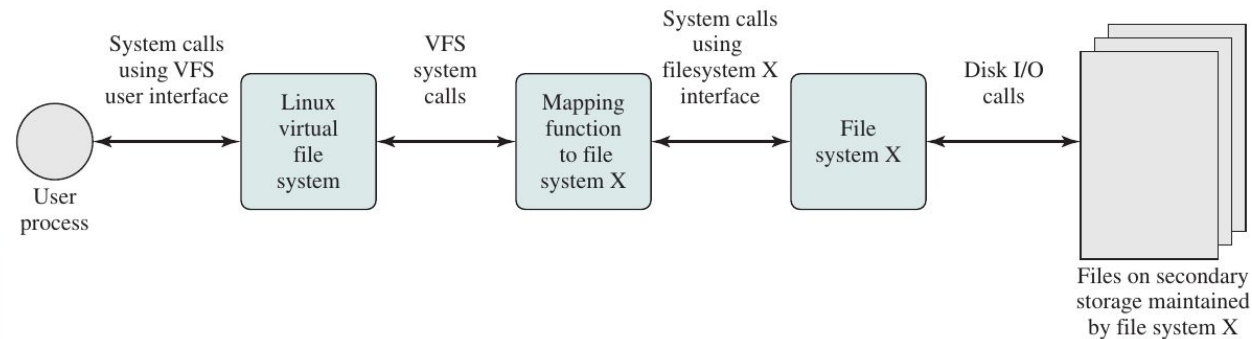 System calls
using VFS
user interface
User
process
Linux
virtual
file
system
VFS
system
calls
Mapping
function
to file
system X
System calls
using
filesystem X
interface
File
system X
Disk I/O
calls
Files on secondary
storage maintained
by file system X